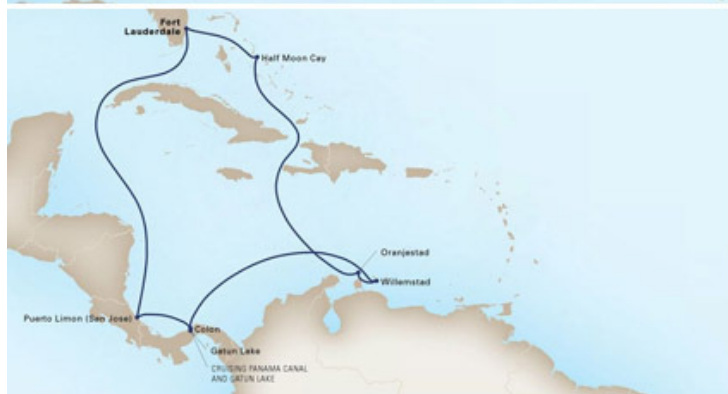 Fort
Lauderdale
Half Moon Cay
Oranjestad
Willemstad
Puerto Limon (San Jose)
Colon
Gatun Lake
CRUISING PANAMA CANAL
AND GATUN LAKE